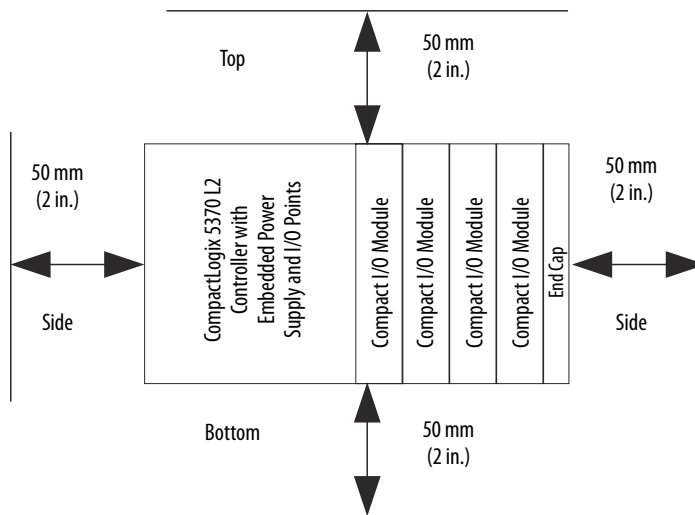 Top
50 mm
(2 in.)
50 mm
(2 in.)
Side
CompactLogix 5370 L2
Controller with
Embedded Power
Supply and I/O Points
Compact I/O Module
Compact I/O Module
Compact I/O Module
Compact I/O Module
End Cap
50 mm
(2 in.)
Side
Bottom
50 mm
(2 in.)